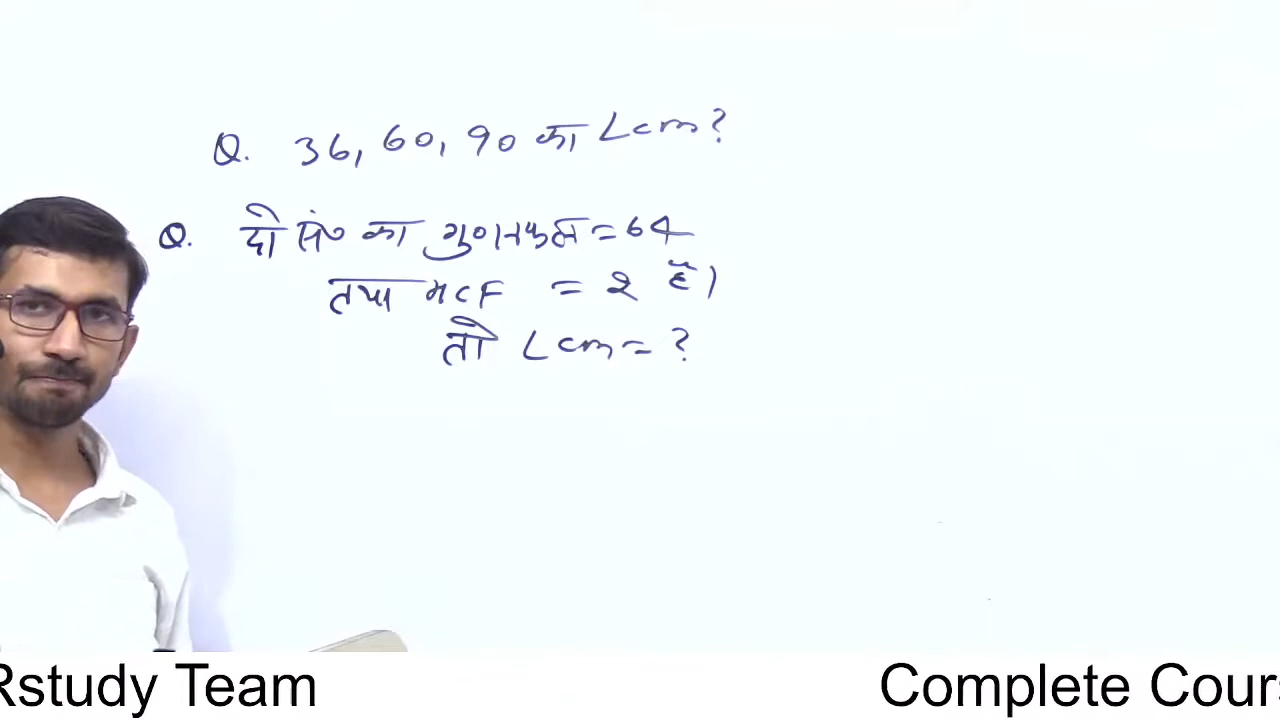 Q. 36, 60, 90 का Lcm?
Q. दो सं० का गुणनफल = 64
तथा HCF = 2 है।
तो Lcm = ?
Rstudy Team
Complete Cours